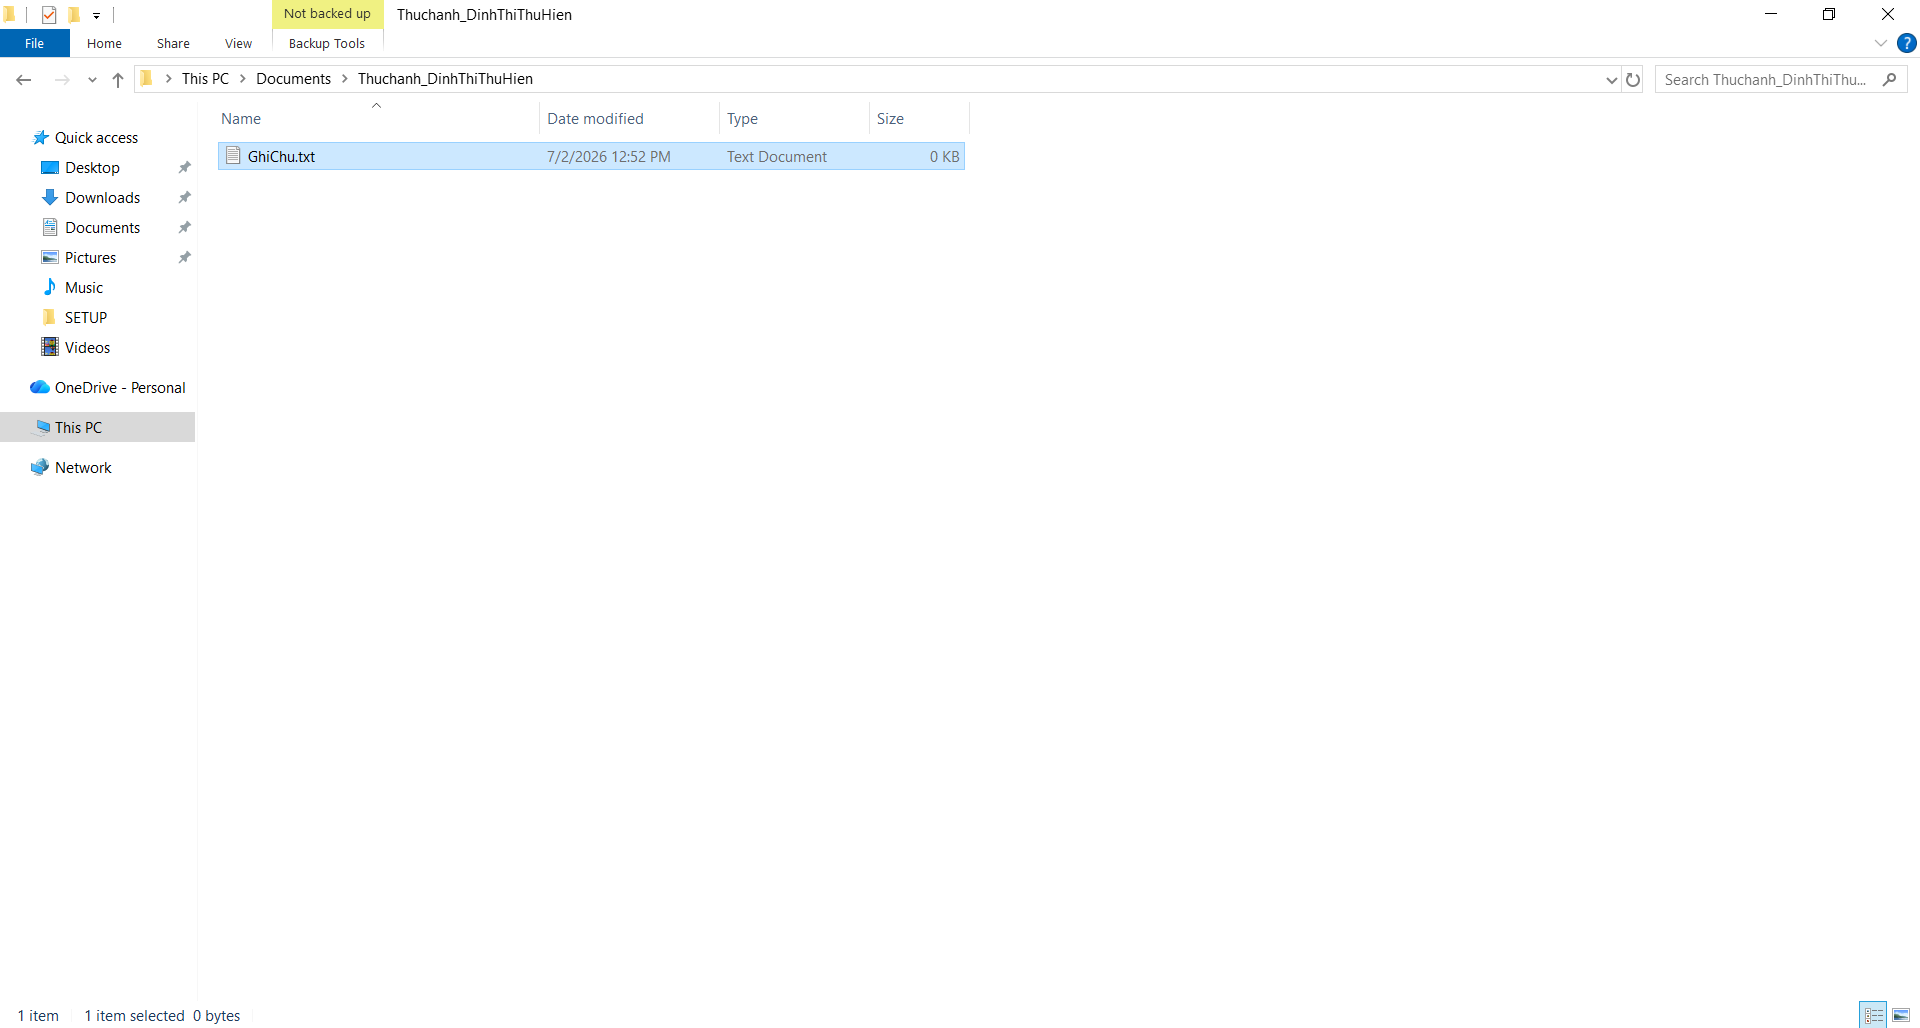 Not backed up
Thuchanh_DinhThiThuHien
File
Home
Share
View
Backup Tools
?
This PC
Documents
Thuchanh_DinhThiThuHien
Search Thuchanh_DinhThiThu...
Name
Date modified
Type
Size
Quick access
Desktop
Downloads
Documents
Pictures
Music
SETUP
Videos
OneDrive - Personal
This PC
Network
GhiChu.txt
7/2/2026 12:52 PM
Text Document
0 KB
1 item
1 item selected 0 bytes